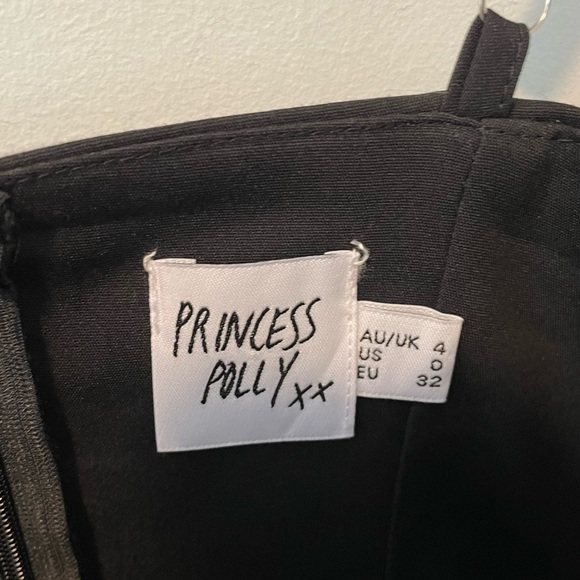 PRINCESS
POLLY xx
AU/UK 4
US 0
EU 32